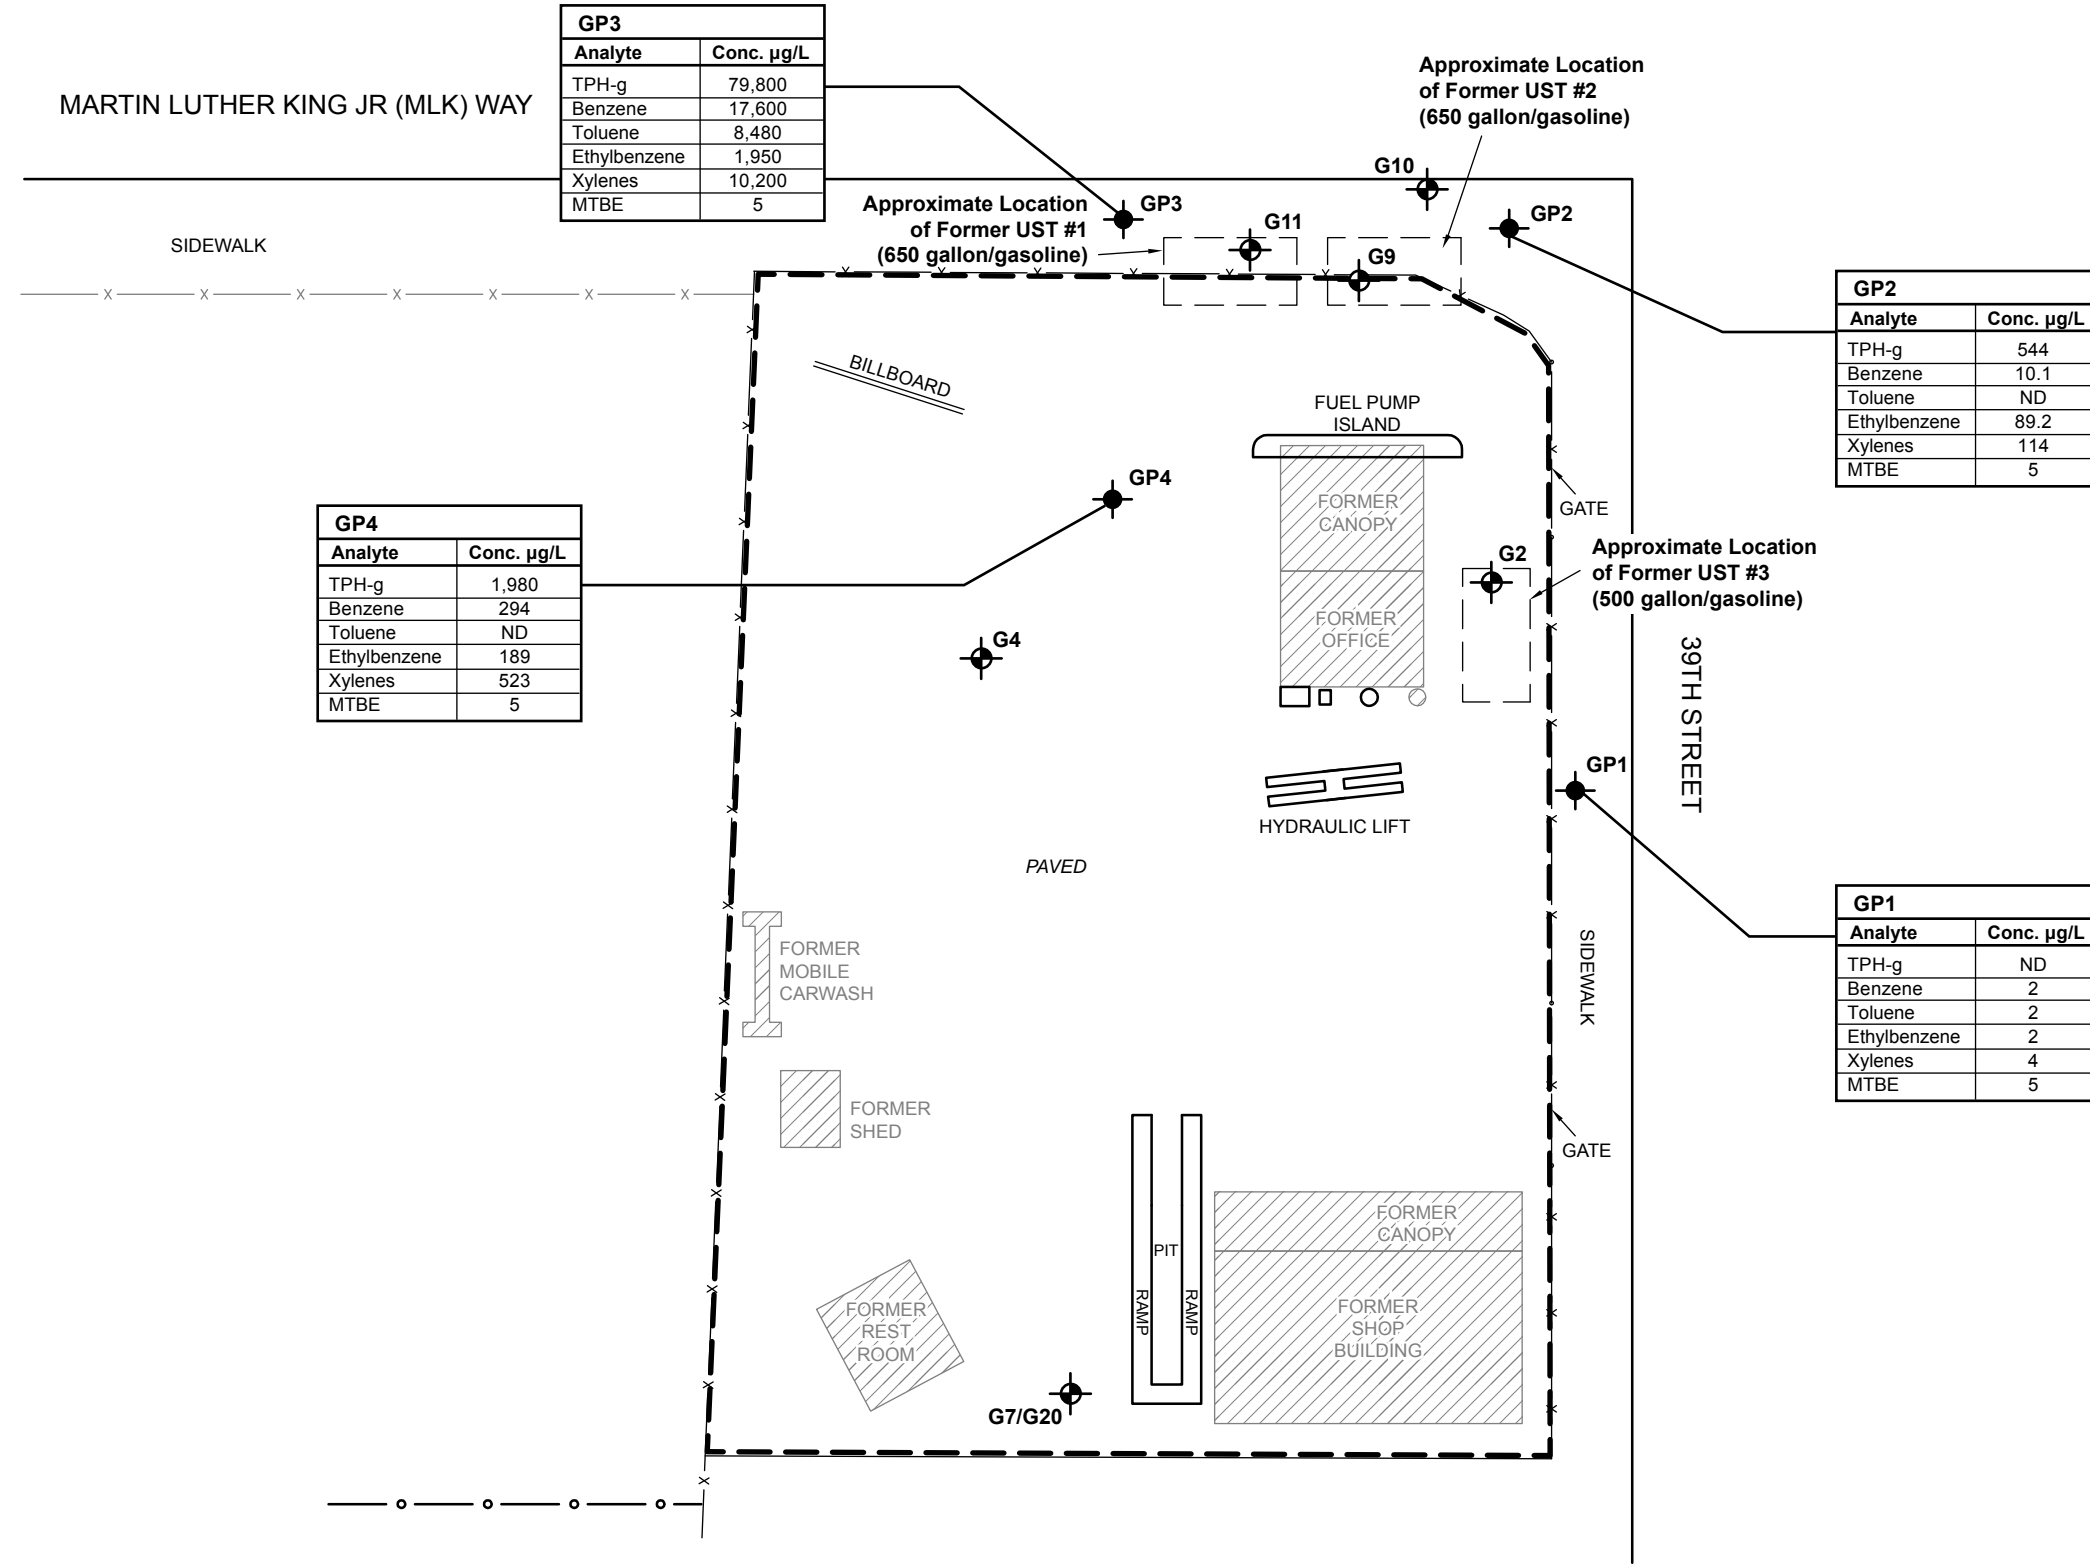 GP3
Analyte Conc. µg/L
TPH-g 79,800
Benzene 17,600
Toluene 8,480
Ethylbenzene 1,950
Xylenes 10,200
MTBE 5
MARTIN LUTHER KING JR (MLK) WAY
SIDEWALK
Approximate Location
of Former UST #2
(650 gallon/gasoline)
G10
GP3
GP2
Approximate Location
of Former UST #1
(650 gallon/gasoline)
G11
G9
GP2
Analyte Conc. µg/L
TPH-g 544
Benzene 10.1
Toluene ND
Ethylbenzene 89.2
Xylenes 114
MTBE 5
BILLBOARD
FUEL PUMP
ISLAND
GP4
FORMER
CANOPY
GATE
GP4
Analyte Conc. µg/L
TPH-g 1,980
Benzene 294
Toluene ND
Ethylbenzene 189
Xylenes 523
MTBE 5
G2
Approximate Location
of Former UST #3
(500 gallon/gasoline)
FORMER
OFFICE
G4
39TH STREET
GP1
HYDRAULIC LIFT
PAVED
GP1
Analyte Conc. µg/L
TPH-g ND
Benzene 2
Toluene 2
Ethylbenzene 2
Xylenes 4
MTBE 5
FORMER
MOBILE
CARWASH
SIDEWALK
FORMER
SHED
GATE
FORMER
CANOPY
PIT
RAMP
RAMP
FORMER
REST
ROOM
FORMER
SHOP
BUILDING
G7/G20